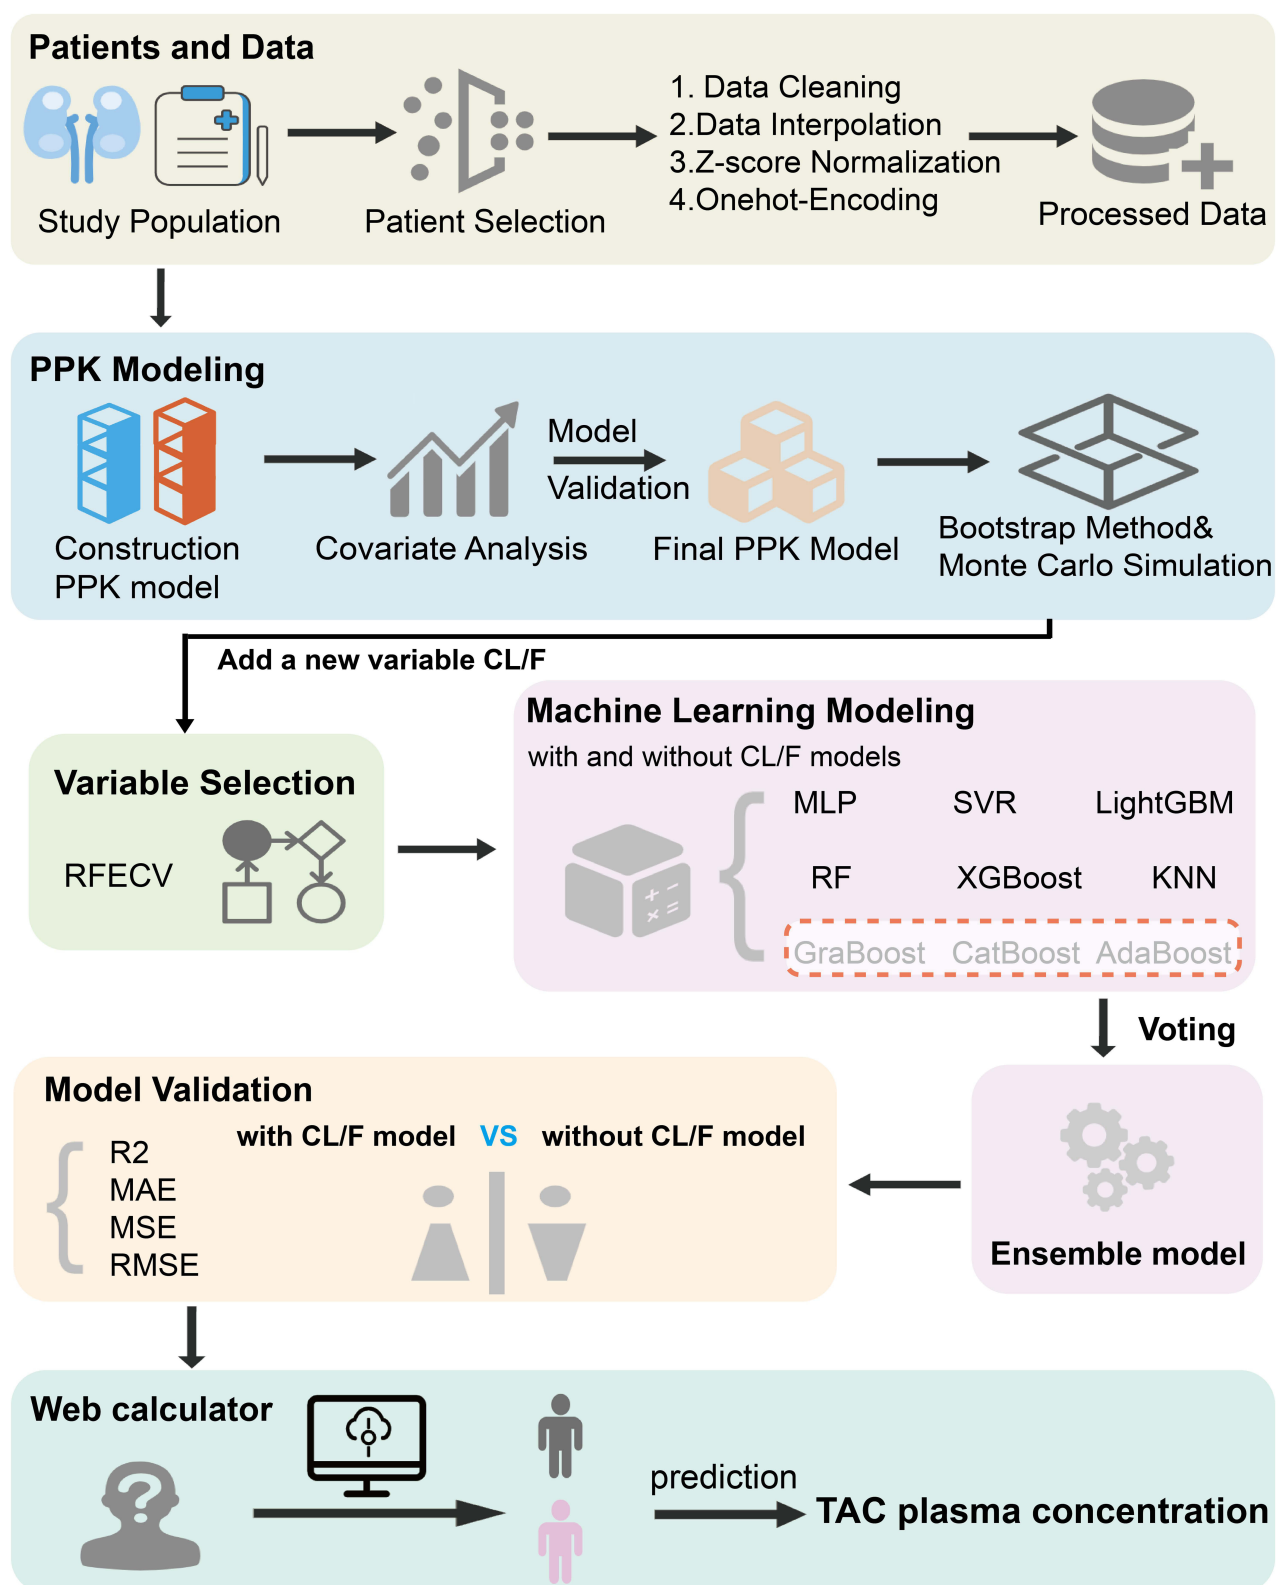 Patients and Data
Study Population
Patient Selection
1. Data Cleaning
2.Data Interpolation
3.Z-score Normalization
4.Onehot-Encoding
Processed Data
PPK Modeling
Construction
PPK model
Covariate Analysis
Model
Validation
Final PPK Model
Bootstrap Method&
Monte Carlo Simulation
Add a new variable CL/F
Variable Selection
RFECV
Machine Learning Modeling
with and without CL/F models
MLP SVR LightGBM
RF XGBoost KNN
GraBoost CatBoost AdaBoost
Voting
Ensemble model
Model Validation
with CL/F model VS without CL/F model
R2
MAE
MSE
RMSE
Web calculator
?
prediction
TAC plasma concentration